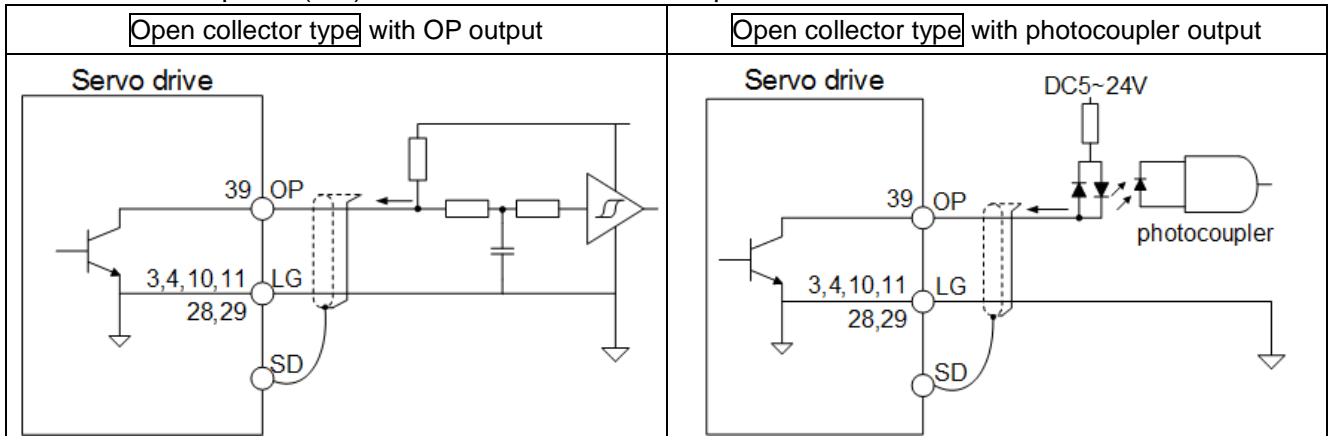 Open collector type with OP output
Open collector type with photocoupler output
Servo drive
39 OP
3,4,10,11 LG
28,29
SD
Servo drive
DC5~24V
39 OP
photocoupler
3,4,10,11 LG
28,29
SD